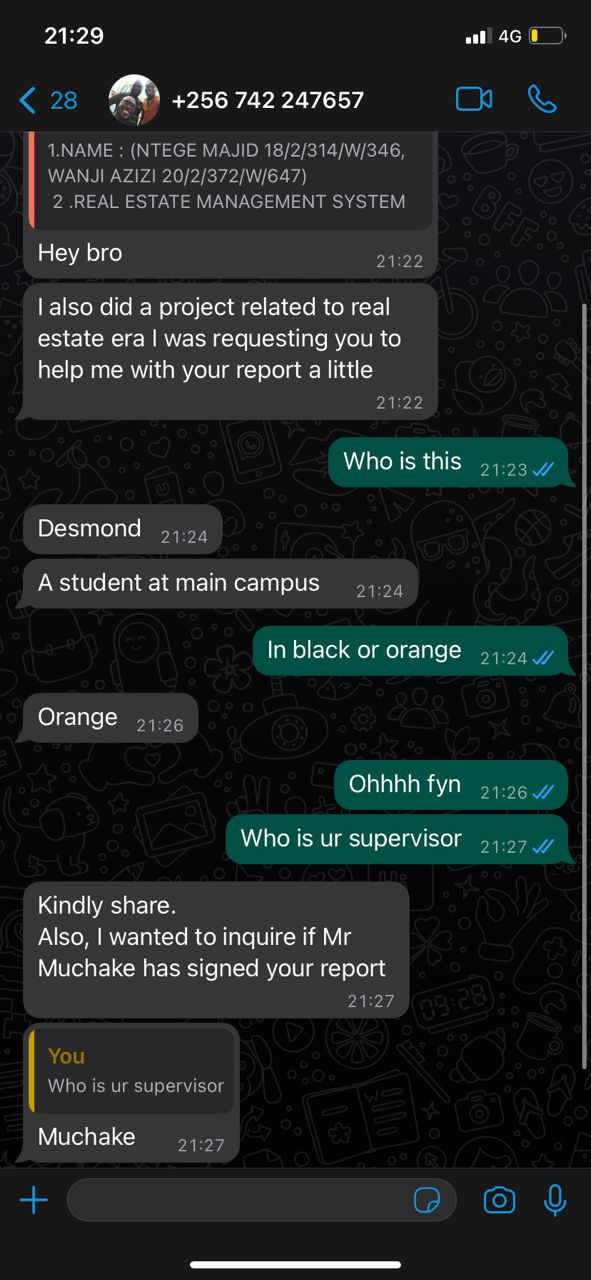 21:29
4G
28
+256 742 247657
1.NAME : (NTEGE MAJID 18/2/314/W/346,
WANJI AZIZI 20/2/372/W/647)
2 .REAL ESTATE MANAGEMENT SYSTEM
Hey bro
21:22
I also did a project related to real
estate era I was requesting you to
help me with your report a little
21:22
Who is this 21:23
Desmond 21:24
A student at main campus 21:24
In black or orange 21:24
Orange 21:26
Ohhhh fyn 21:26
Who is ur supervisor 21:27
Kindly share.
Also, I wanted to inquire if Mr
Muchake has signed your report
21:27
You
Who is ur supervisor
Muchake 21:27